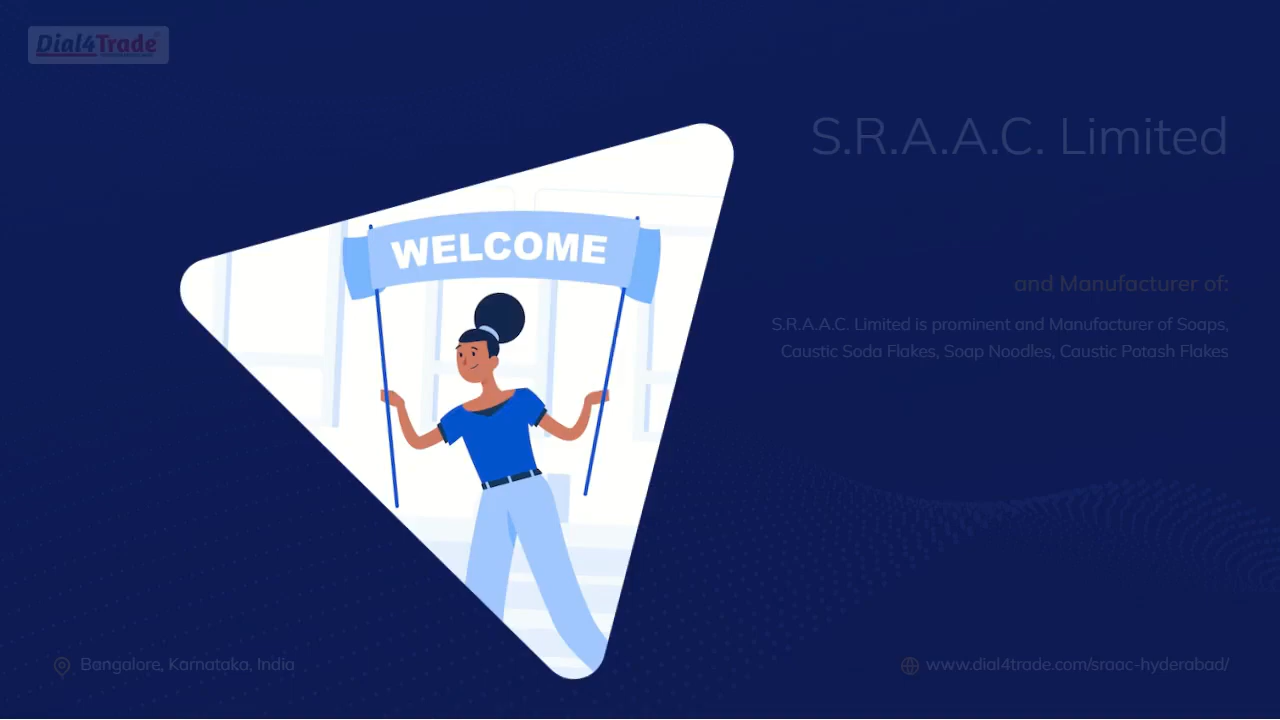 Dial4Trade
S.R.A.A.C. Limited
WELCOME
and Manufacturer of:
S.R.A.A.C. Limited is prominent and Manufacturer of Soaps,
Caustic Soda Flakes, Soap Noodles, Caustic Potash Flakes
Bangalore, Karnataka, India
www.dial4trade.com/sraac-hyderabad/